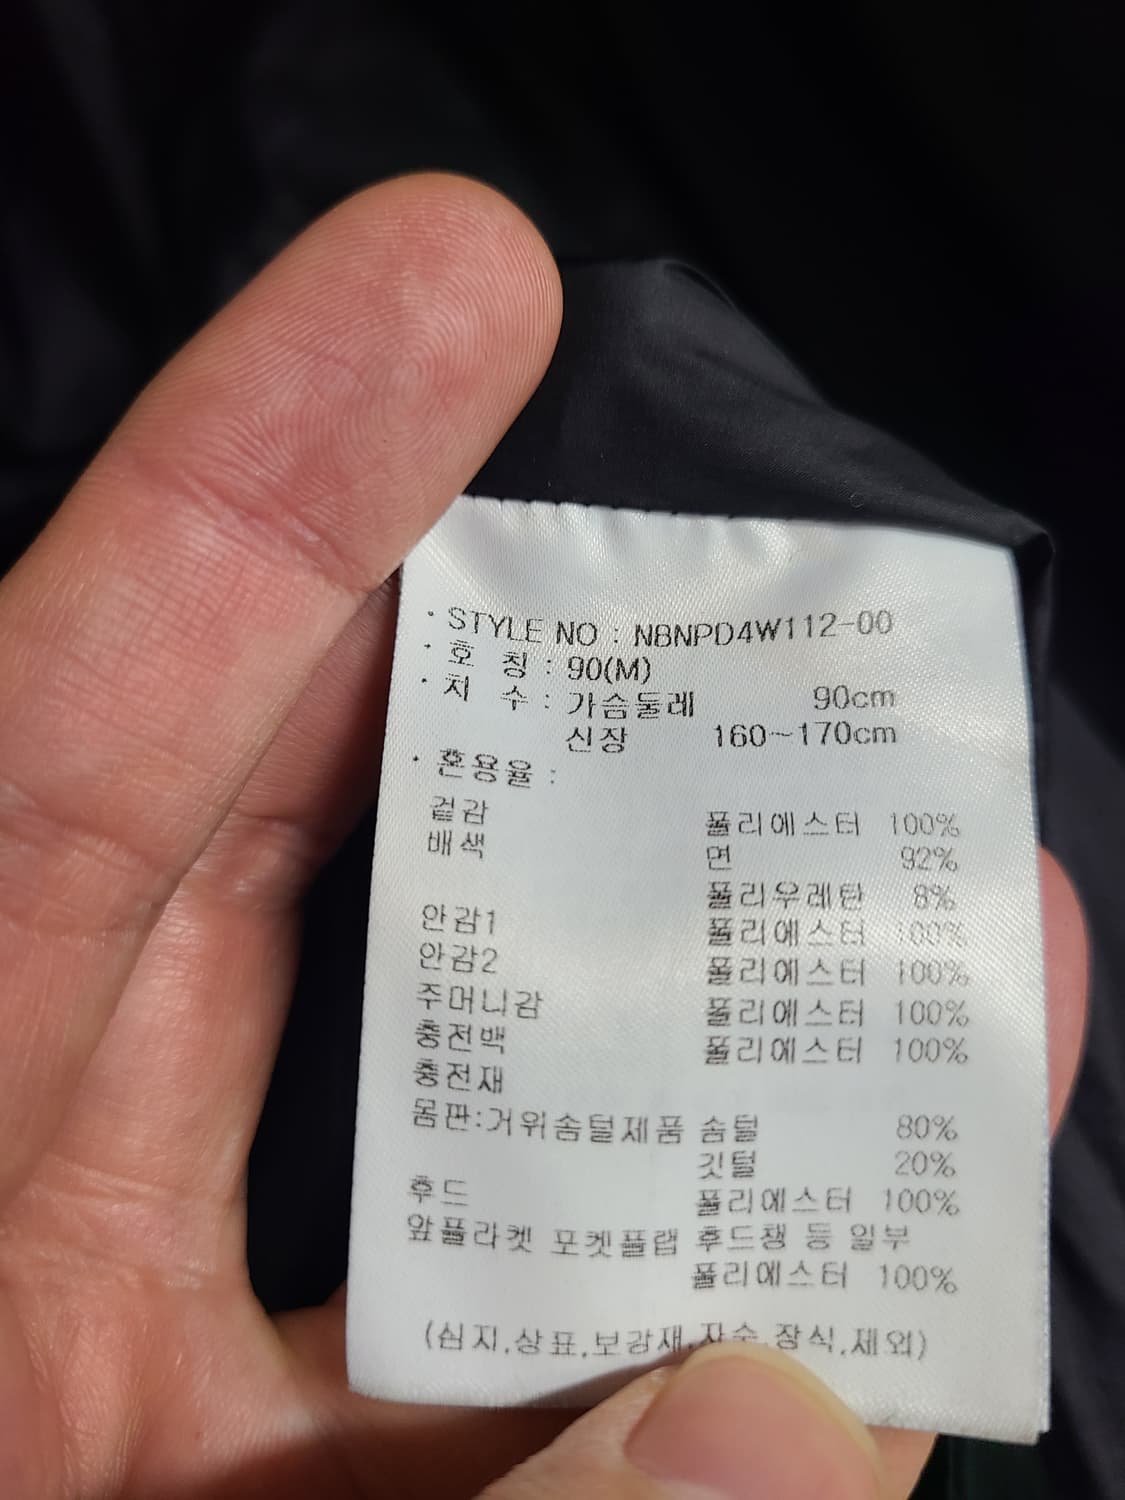 · STYLE NO : NBNPD4W112-00
· 호 칭 : 90(M)
· 치 수 : 가슴둘레 90cm
신장 160~170cm
· 혼용율 :
겉감 폴리에스터 100%
배색 면 92%
폴리우레탄 8%
안감1 폴리에스터 00%
안감2 폴리에스터 100%
주머니감 폴리에스터 100%
충전백 폴리에스터 100%
충전재
몸판:거위솜털제품 솜털 80%
깃털 20%
후드 폴리에스터 100%
앞플라켓 포켓플랩 후드챙 등 일부
폴리에스터 100%
(심지,상표,보강재,자수,장식,제외)